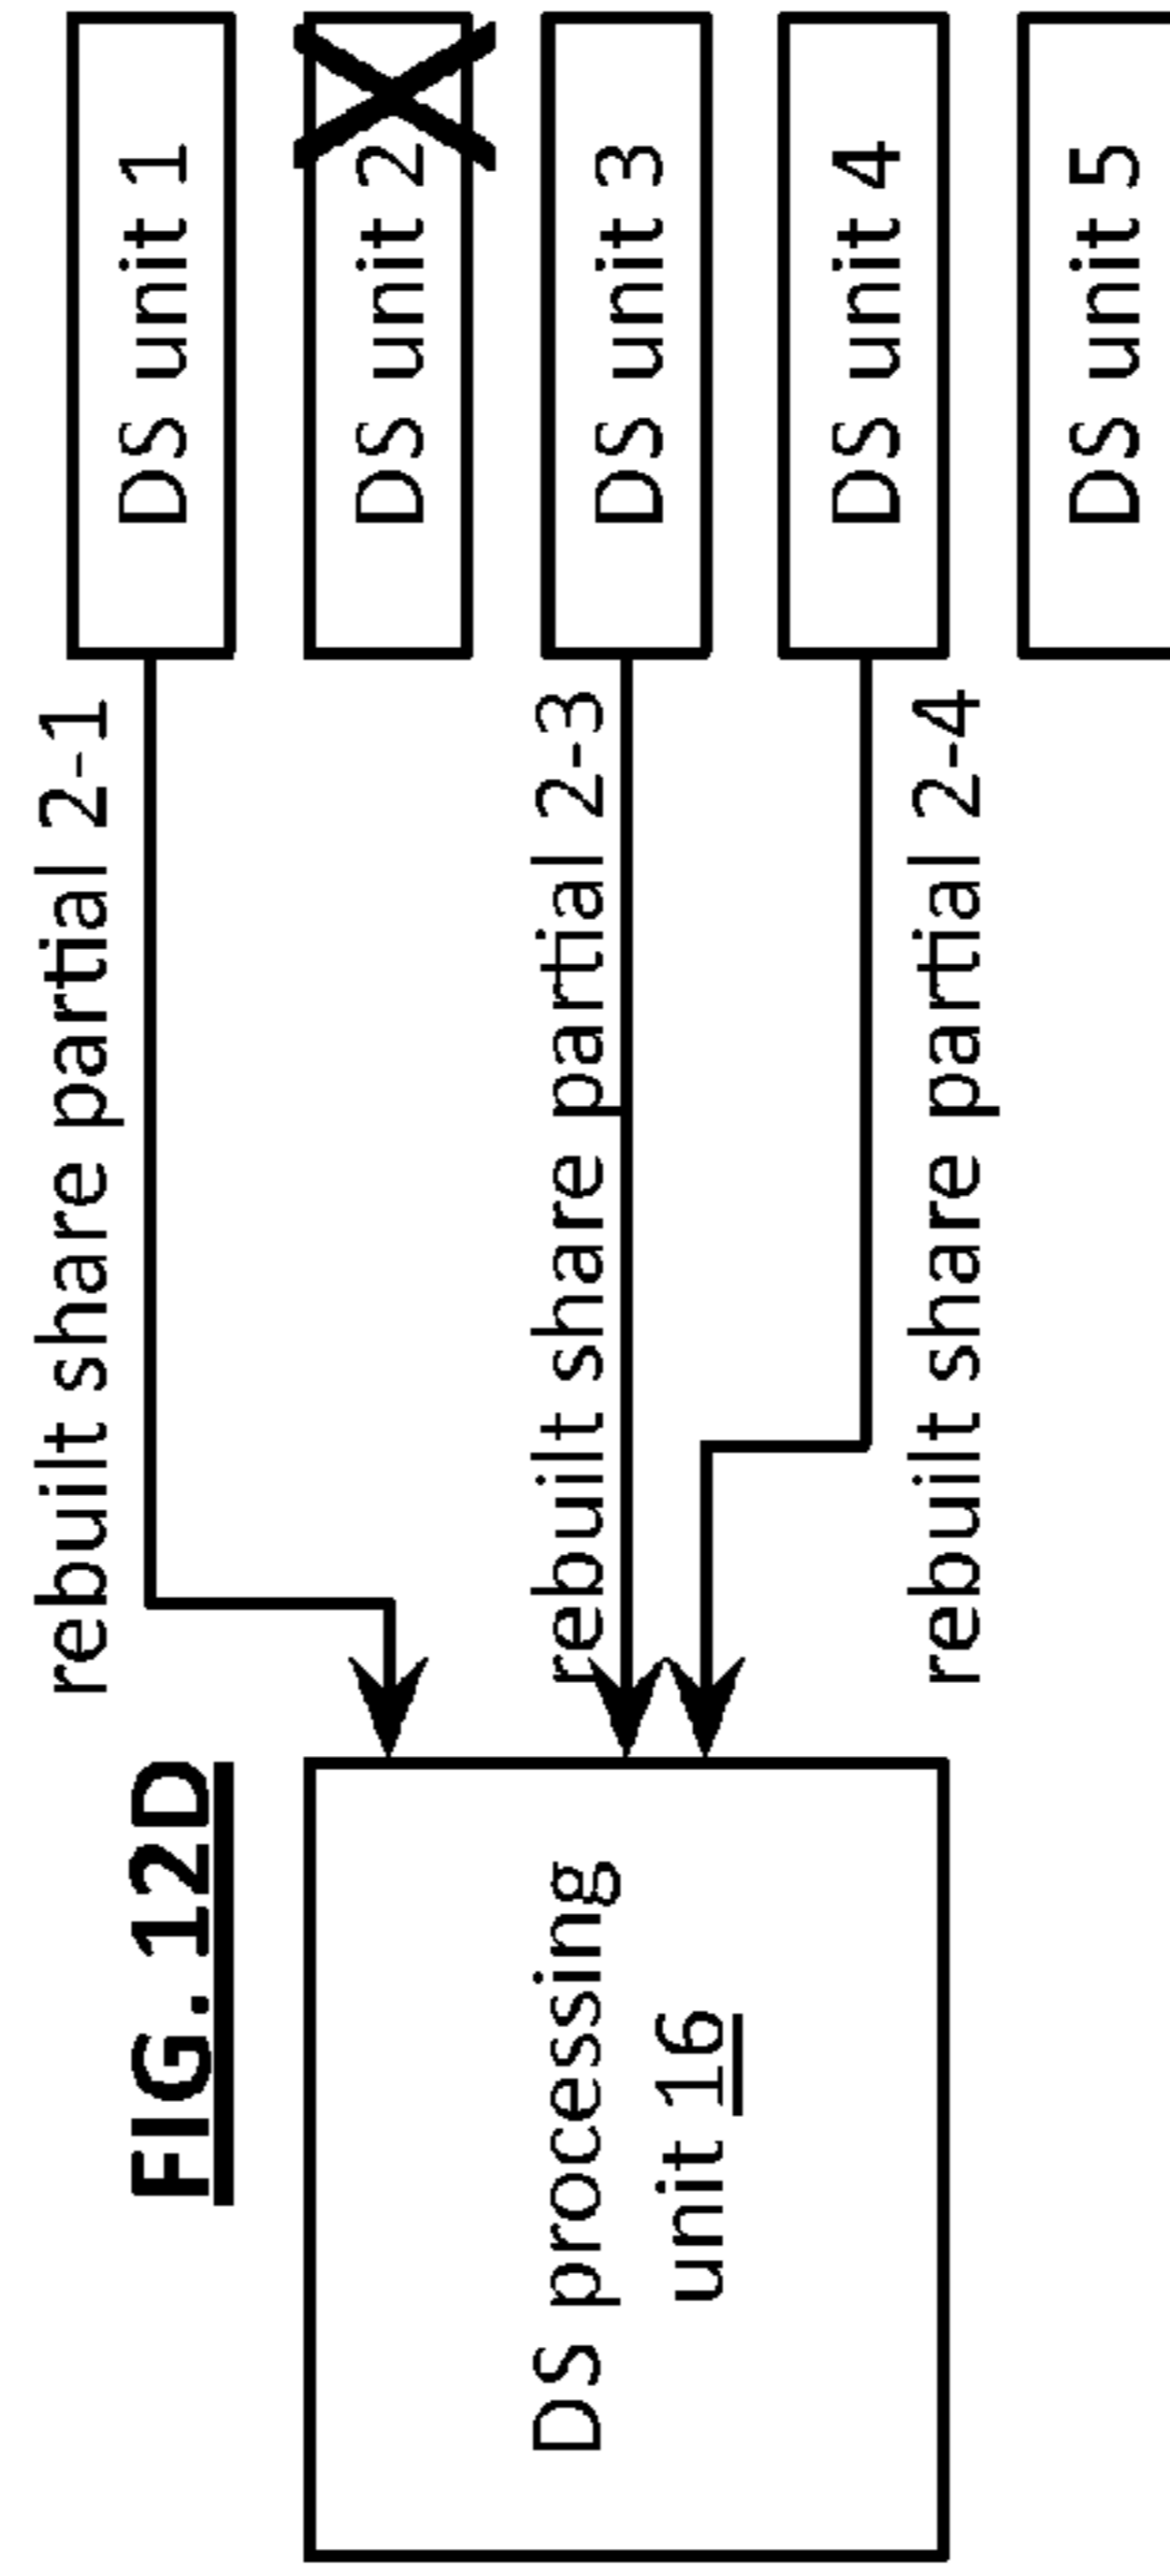 FIG. 12D
rebuilt share partial 2-1
DS unit 1
DS unit 2
rebuilt share partial 2-3
DS unit 3
DS processing
unit 16
DS unit 4
rebuilt share partial 2-4
DS unit 5